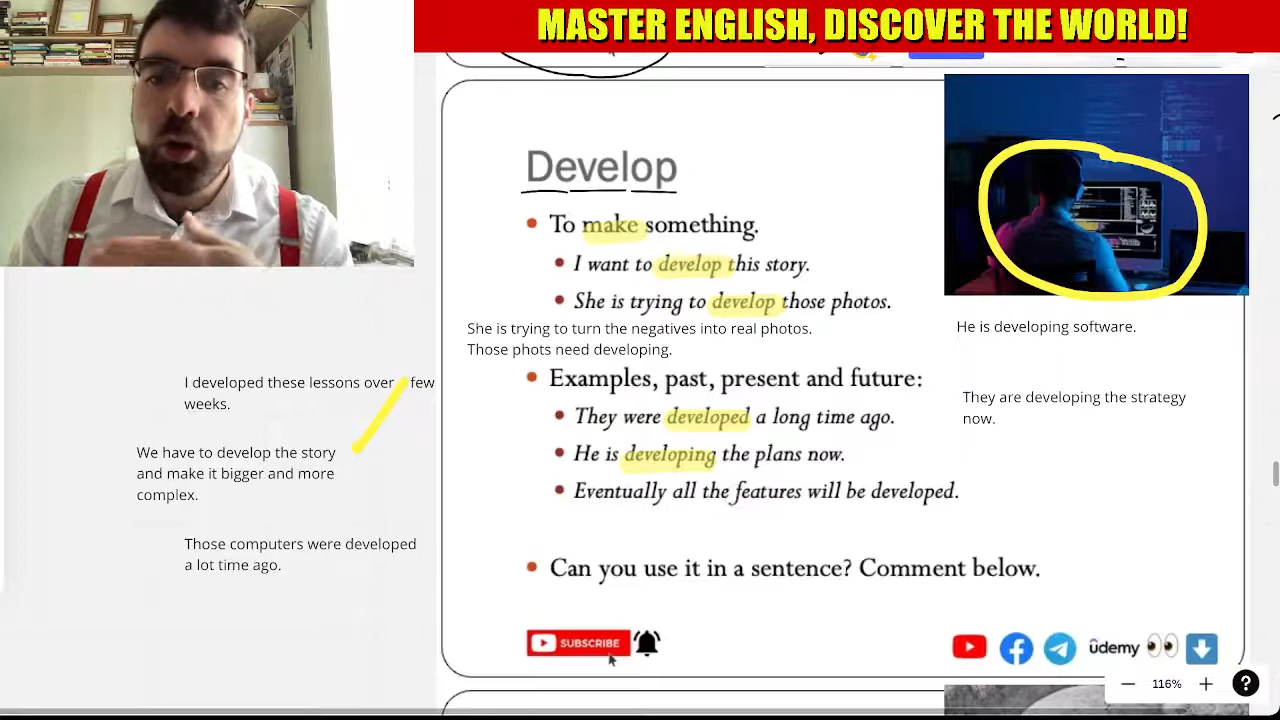 MASTER ENGLISH, DISCOVER THE WORLD!
Develop
To make something.
I want to develop this story.
She is trying to develop those photos.
She is trying to turn the negatives into real photos.
Those phots need developing.
He is developing software.
Examples, past, present and future:
They were developed a long time ago.
He is developing the plans now.
Eventually all the features will be developed.
They are developing the strategy
now.
I developed these lessons over few
weeks.
We have to develop the story
and make it bigger and more
complex.
Those computers were developed
a lot time ago.
Can you use it in a sentence? Comment below.
SUBSCRIBE
udemy
116%
?